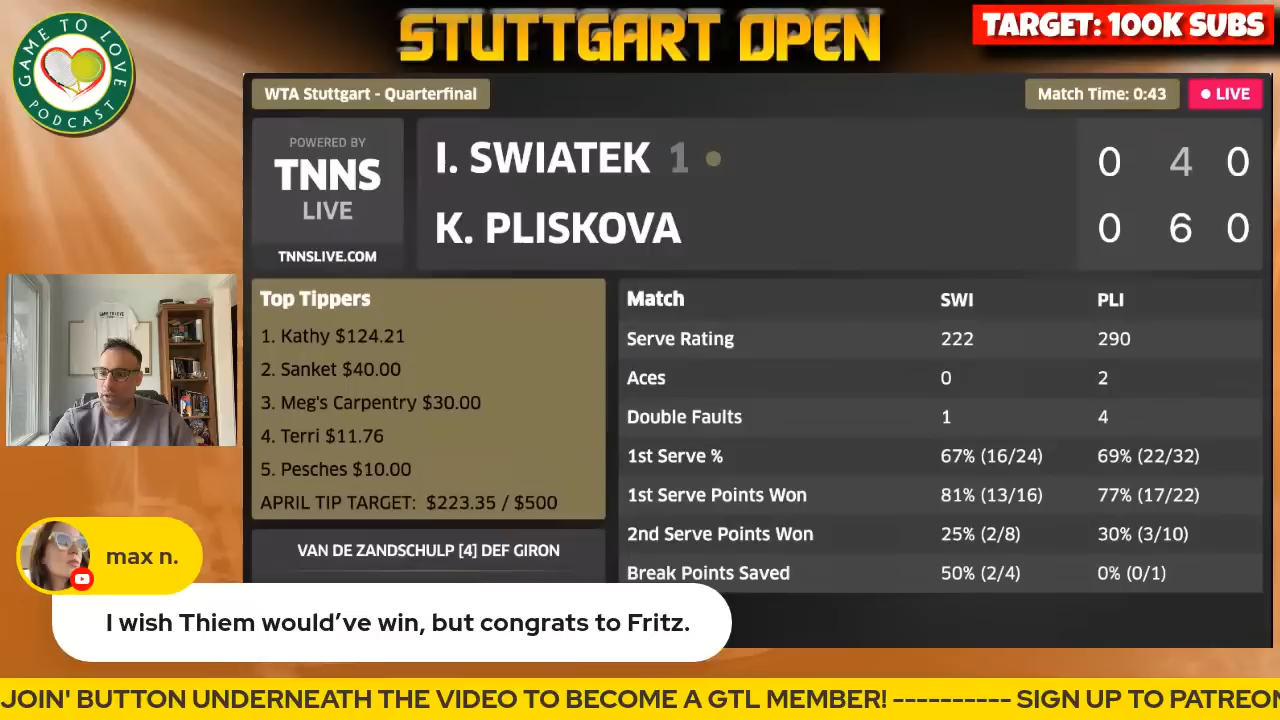 GAME TO LOVE
PODCAST
STUTTGART OPEN
TARGET: 100K SUBS
WTA Stuttgart - Quarterfinal
Match Time: 0:43
LIVE
POWERED BY
TNNS
LIVE
TNNSLIVE.COM
I. SWIATEK 1 0 4 0
K. PLISKOVA 0 6 0
Top Tippers
1. Kathy $124.21
2. Sanket $40.00
3. Meg's Carpentry $30.00
4. Terri $11.76
5. Pesches $10.00
APRIL TIP TARGET: $223.35 / $500
VAN DE ZANDSCHULP [4] DEF GIRON
Match SWI PLI
Serve Rating 222 290
Aces 0 2
Double Faults 1 4
1st Serve % 67% (16/24) 69% (22/32)
1st Serve Points Won 81% (13/16) 77% (17/22)
2nd Serve Points Won 25% (2/8) 30% (3/10)
Break Points Saved 50% (2/4) 0% (0/1)
max n.
I wish Thiem would’ve win, but congrats to Fritz.
JOIN' BUTTON UNDERNEATH THE VIDEO TO BECOME A GTL MEMBER! ---------- SIGN UP TO PATREON